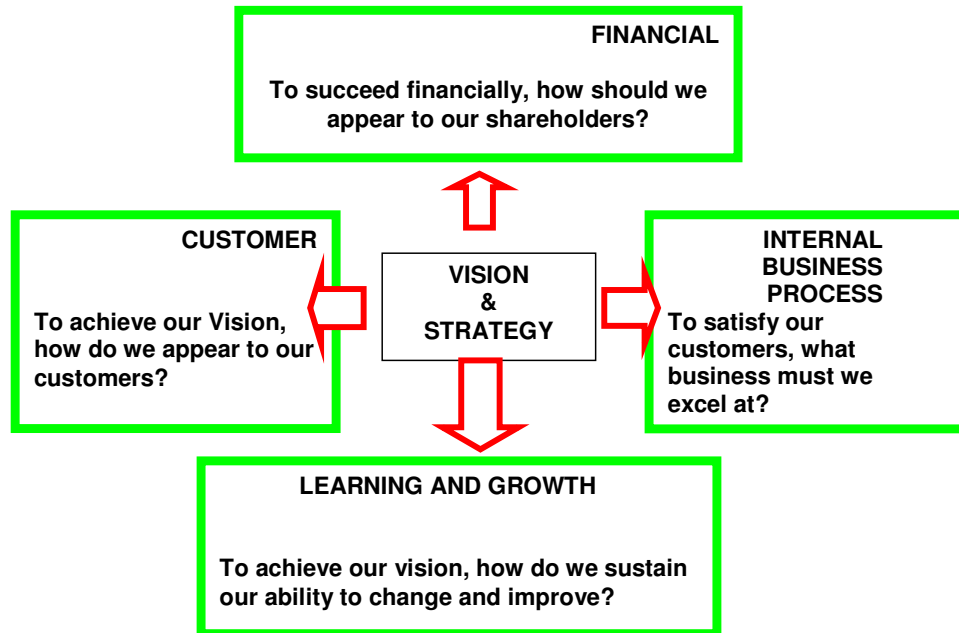 FINANCIAL
To succeed financially, how should we
appear to our shareholders?
CUSTOMER
To achieve our Vision,
how do we appear to our
customers?
VISION
&
STRATEGY
INTERNAL
BUSINESS
PROCESS
To satisfy our
customers, what
business must we
excel at?
LEARNING AND GROWTH
To achieve our vision, how do we sustain
our ability to change and improve?